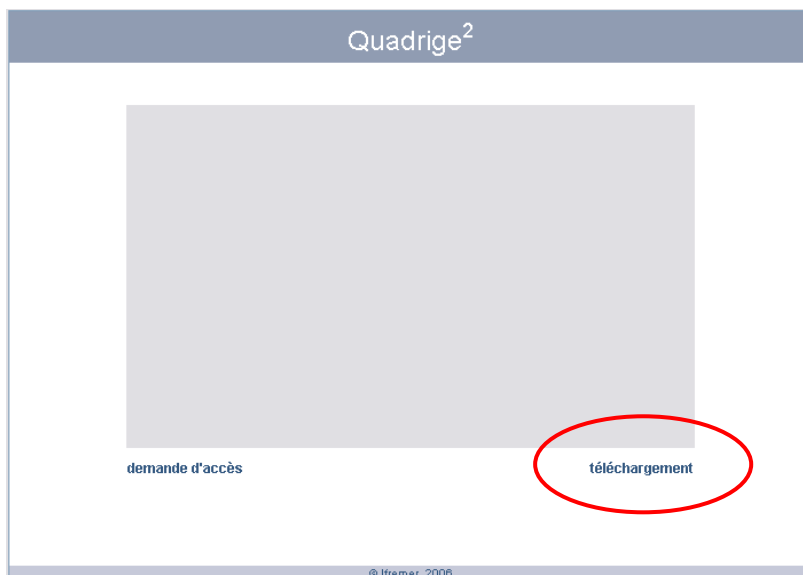 Quadrige²
demande d'accès
téléchargement
© Ifremer, 2006